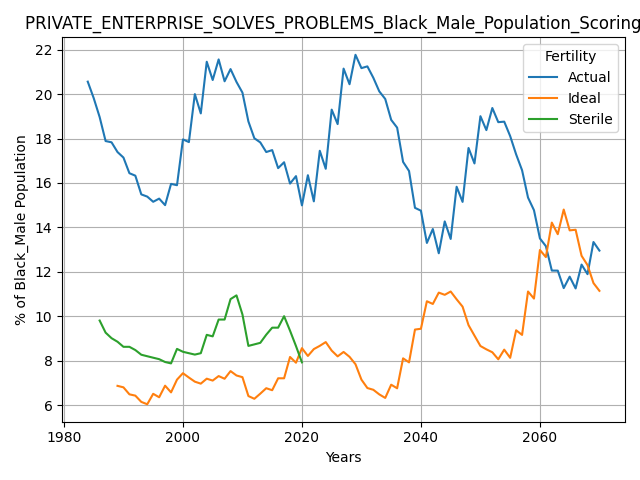 PRIVATE_ENTERPRISE_SOLVES_PROBLEMS_Black_Male_Population_Scoring
Fertility
Actual
Ideal
Sterile
% of Black_Male Population
22
20
18
16
14
12
10
8
6
1980
2000
2020
2040
2060
Years